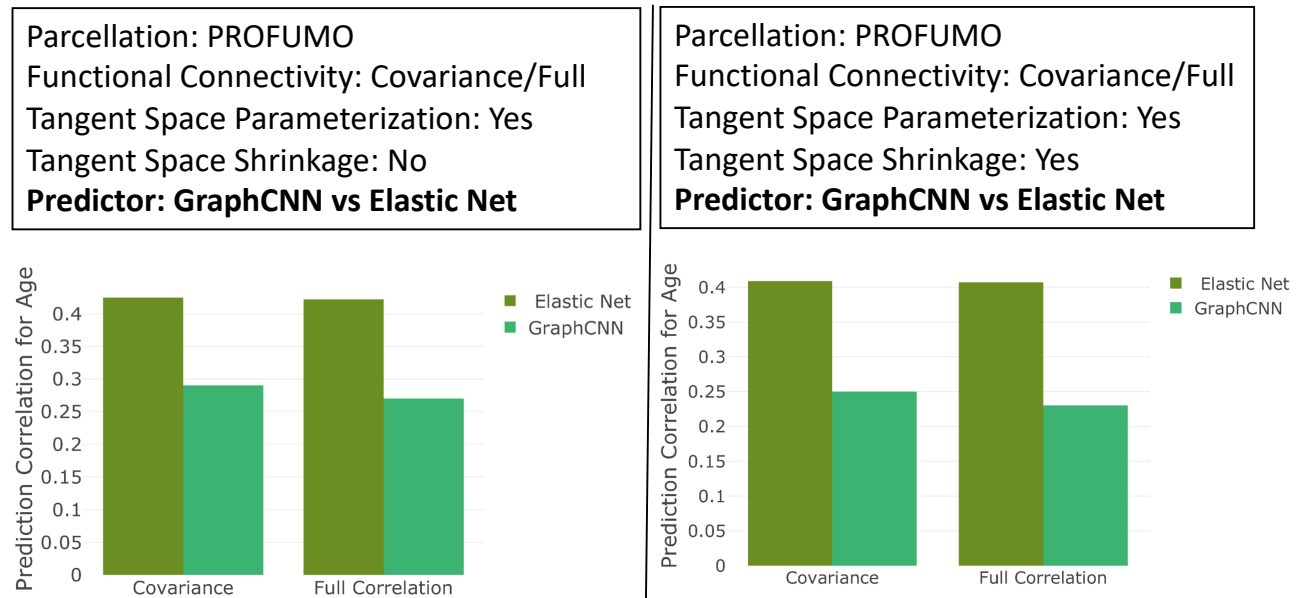 Parcellation: PROFUMO
Functional Connectivity: Covariance/Full
Tangent Space Parameterization: Yes
Tangent Space Shrinkage: No
Predictor: GraphCNN vs Elastic Net
Prediction Correlation for Age
0.4
0.35
0.3
0.25
0.2
0.15
0.1
0.05
0
Covariance
Full Correlation
Elastic Net
GraphCNN
Parcellation: PROFUMO
Functional Connectivity: Covariance/Full
Tangent Space Parameterization: Yes
Tangent Space Shrinkage: Yes
Predictor: GraphCNN vs Elastic Net
Prediction Correlation for Age
0.4
0.35
0.3
0.25
0.2
0.15
0.1
0.05
0
Covariance
Full Correlation
Elastic Net
GraphCNN